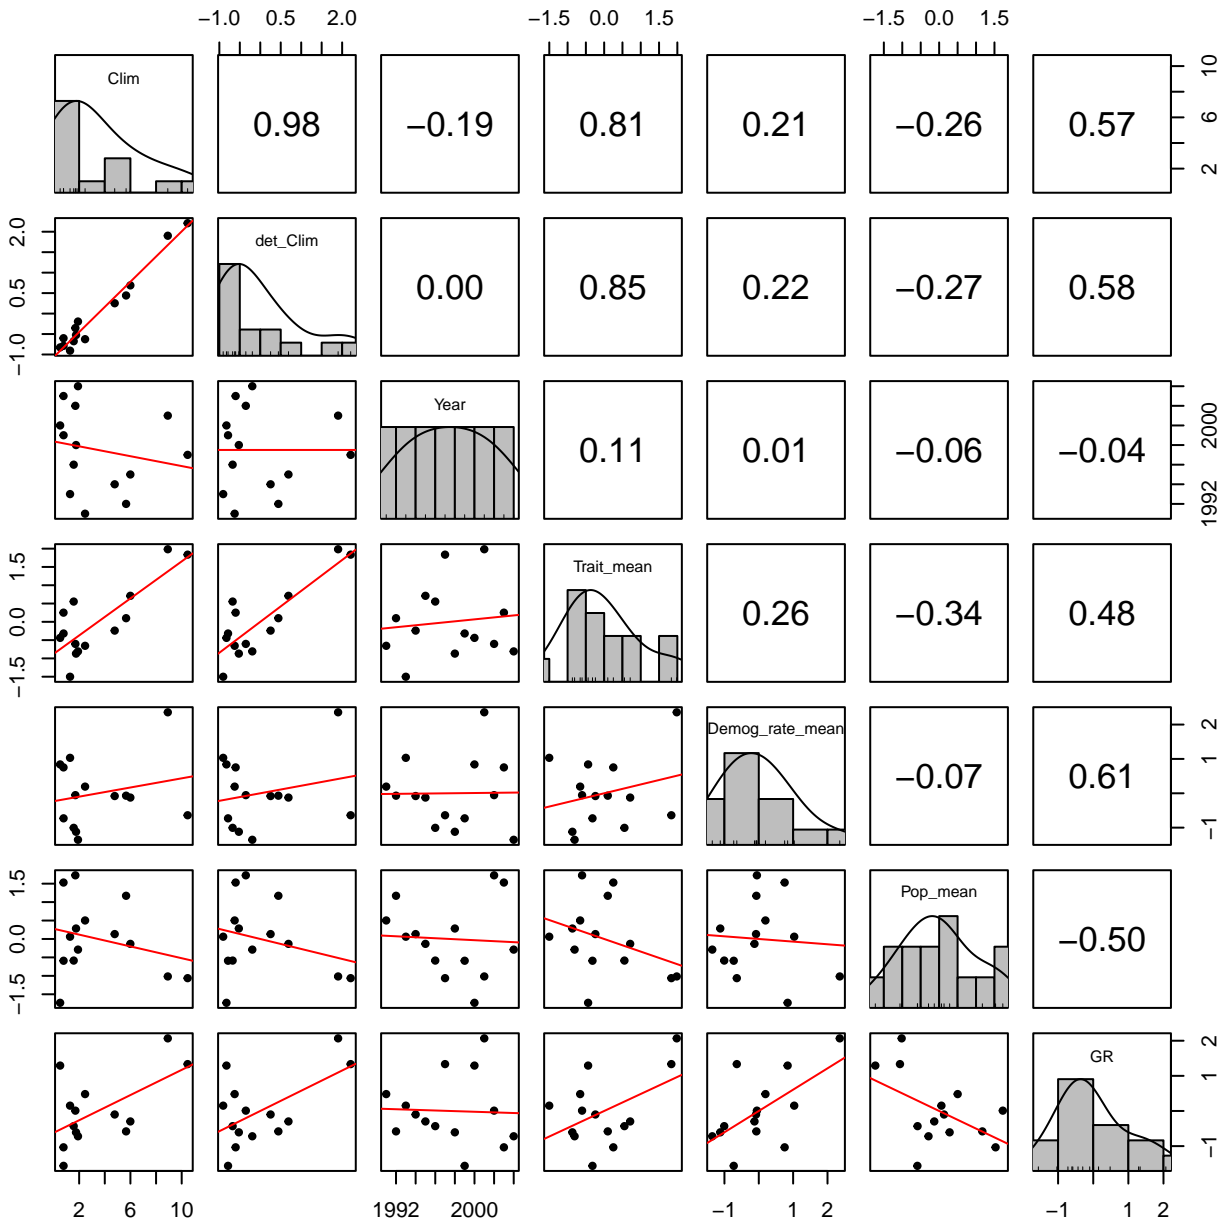 −1.0 0.5 2.0 −1.5 0.0 1.5 −1.5 0.0 1.5
Clim 0.98 −0.19 0.81 0.21 −0.26 0.57 2 6 10
−1.0 0.5 2.0 det_Clim 0.00 0.85 0.22 −0.27 0.58
Year 0.11 0.01 −0.06 −0.04 1992 2000
−1.5 0.0 1.5 Trait_mean 0.26 −0.34 0.48
Demog_rate_mean −0.07 0.61 −1 1 2
−1.5 0.0 1.5 Pop_mean −0.50
GR −1 1 2
2 6 10 1992 2000 −1 1 2 −1 1 2